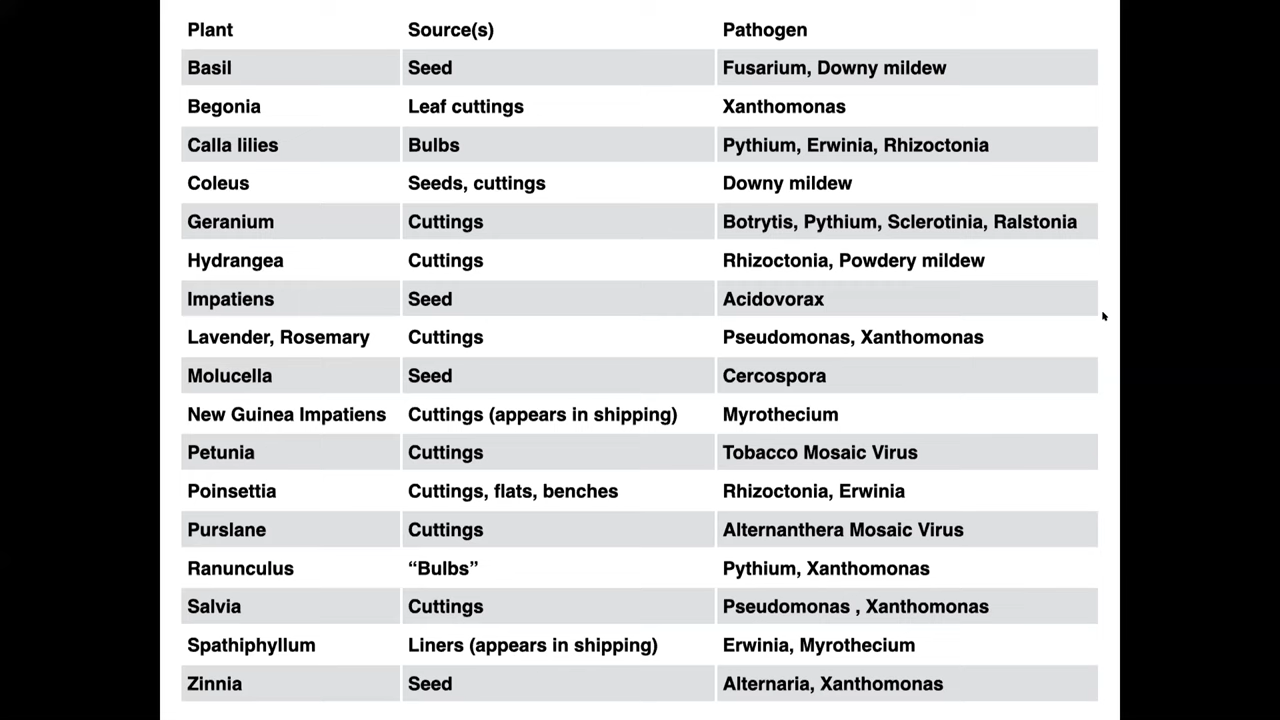 Plant Source(s) Pathogen
Basil Seed Fusarium, Downy mildew
Begonia Leaf cuttings Xanthomonas
Calla lilies Bulbs Pythium, Erwinia, Rhizoctonia
Coleus Seeds, cuttings Downy mildew
Geranium Cuttings Botrytis, Pythium, Sclerotinia, Ralstonia
Hydrangea Cuttings Rhizoctonia, Powdery mildew
Impatiens Seed Acidovorax
Lavender, Rosemary Cuttings Pseudomonas, Xanthomonas
Molucella Seed Cercospora
New Guinea Impatiens Cuttings (appears in shipping) Myrothecium
Petunia Cuttings Tobacco Mosaic Virus
Poinsettia Cuttings, flats, benches Rhizoctonia, Erwinia
Purslane Cuttings Alternanthera Mosaic Virus
Ranunculus “Bulbs” Pythium, Xanthomonas
Salvia Cuttings Pseudomonas , Xanthomonas
Spathiphyllum Liners (appears in shipping) Erwinia, Myrothecium
Zinnia Seed Alternaria, Xanthomonas